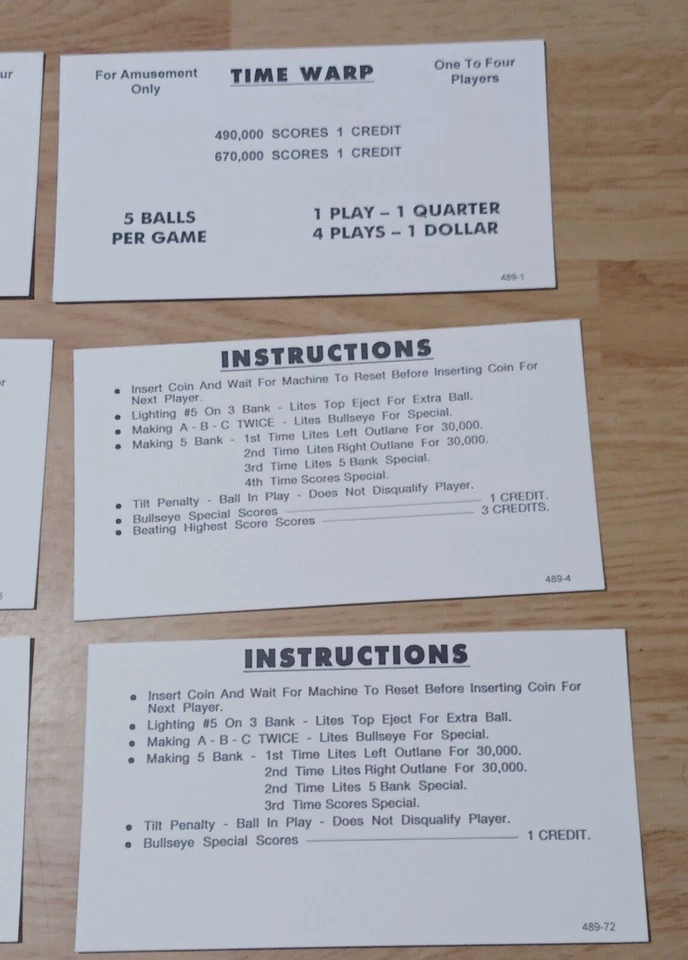 ur
For Amusement
Only
TIME WARP
One To Four
Players
490,000 SCORES 1 CREDIT
670,000 SCORES 1 CREDIT
5 BALLS
PER GAME
1 PLAY – 1 QUARTER
4 PLAYS – 1 DOLLAR
489-1
INSTRUCTIONS
• Insert Coin And Wait For Machine To Reset Before Inserting Coin For
Next Player.
• Lighting #5 On 3 Bank - Lites Top Eject For Extra Ball.
• Making A - B - C TWICE - Lites Bullseye For Special.
• Making 5 Bank - 1st Time Lites Left Outlane For 30,000.
2nd Time Lites Right Outlane For 30,000.
3rd Time Lites 5 Bank Special.
4th Time Scores Special.
• Tilt Penalty - Ball In Play - Does Not Disqualify Player.
• Bullseye Special Scores 1 CREDIT.
• Beating Highest Score Scores 3 CREDITS.
489-4
INSTRUCTIONS
• Insert Coin And Wait For Machine To Reset Before Inserting Coin For
Next Player.
• Lighting #5 On 3 Bank - Lites Top Eject For Extra Ball.
• Making A - B - C TWICE - Lites Bullseye For Special.
• Making 5 Bank - 1st Time Lites Left Outlane For 30,000.
2nd Time Lites Right Outlane For 30,000.
2nd Time Lites 5 Bank Special.
3rd Time Scores Special.
• Tilt Penalty - Ball In Play - Does Not Disqualify Player.
• Bullseye Special Scores 1 CREDIT.
489-72